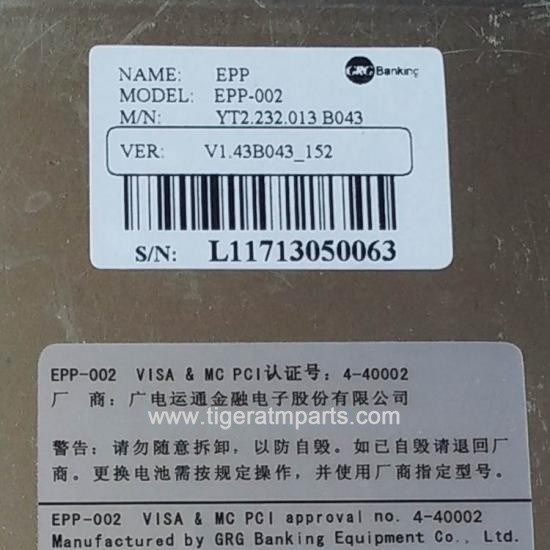 GRG Banking
NAME: EPP
MODEL: EPP-002
M/N: YT2.232.013 B043
VER: V1.43B043_152
S/N: L11713050063
EPP-002 VISA & MC PCI认证号: 4-40002
厂 商: 广电运通金融电子股份有限公司
www.tigeratmparts.com
警告: 请勿随意拆卸, 以防自毁。如已自毁请退回厂
商。更换电池需按规定操作, 并使用厂商指定型号。
EPP-002 VISA & MC PCI approval no. 4-40002
Manufactured by GRG Banking Equipment Co., Ltd.